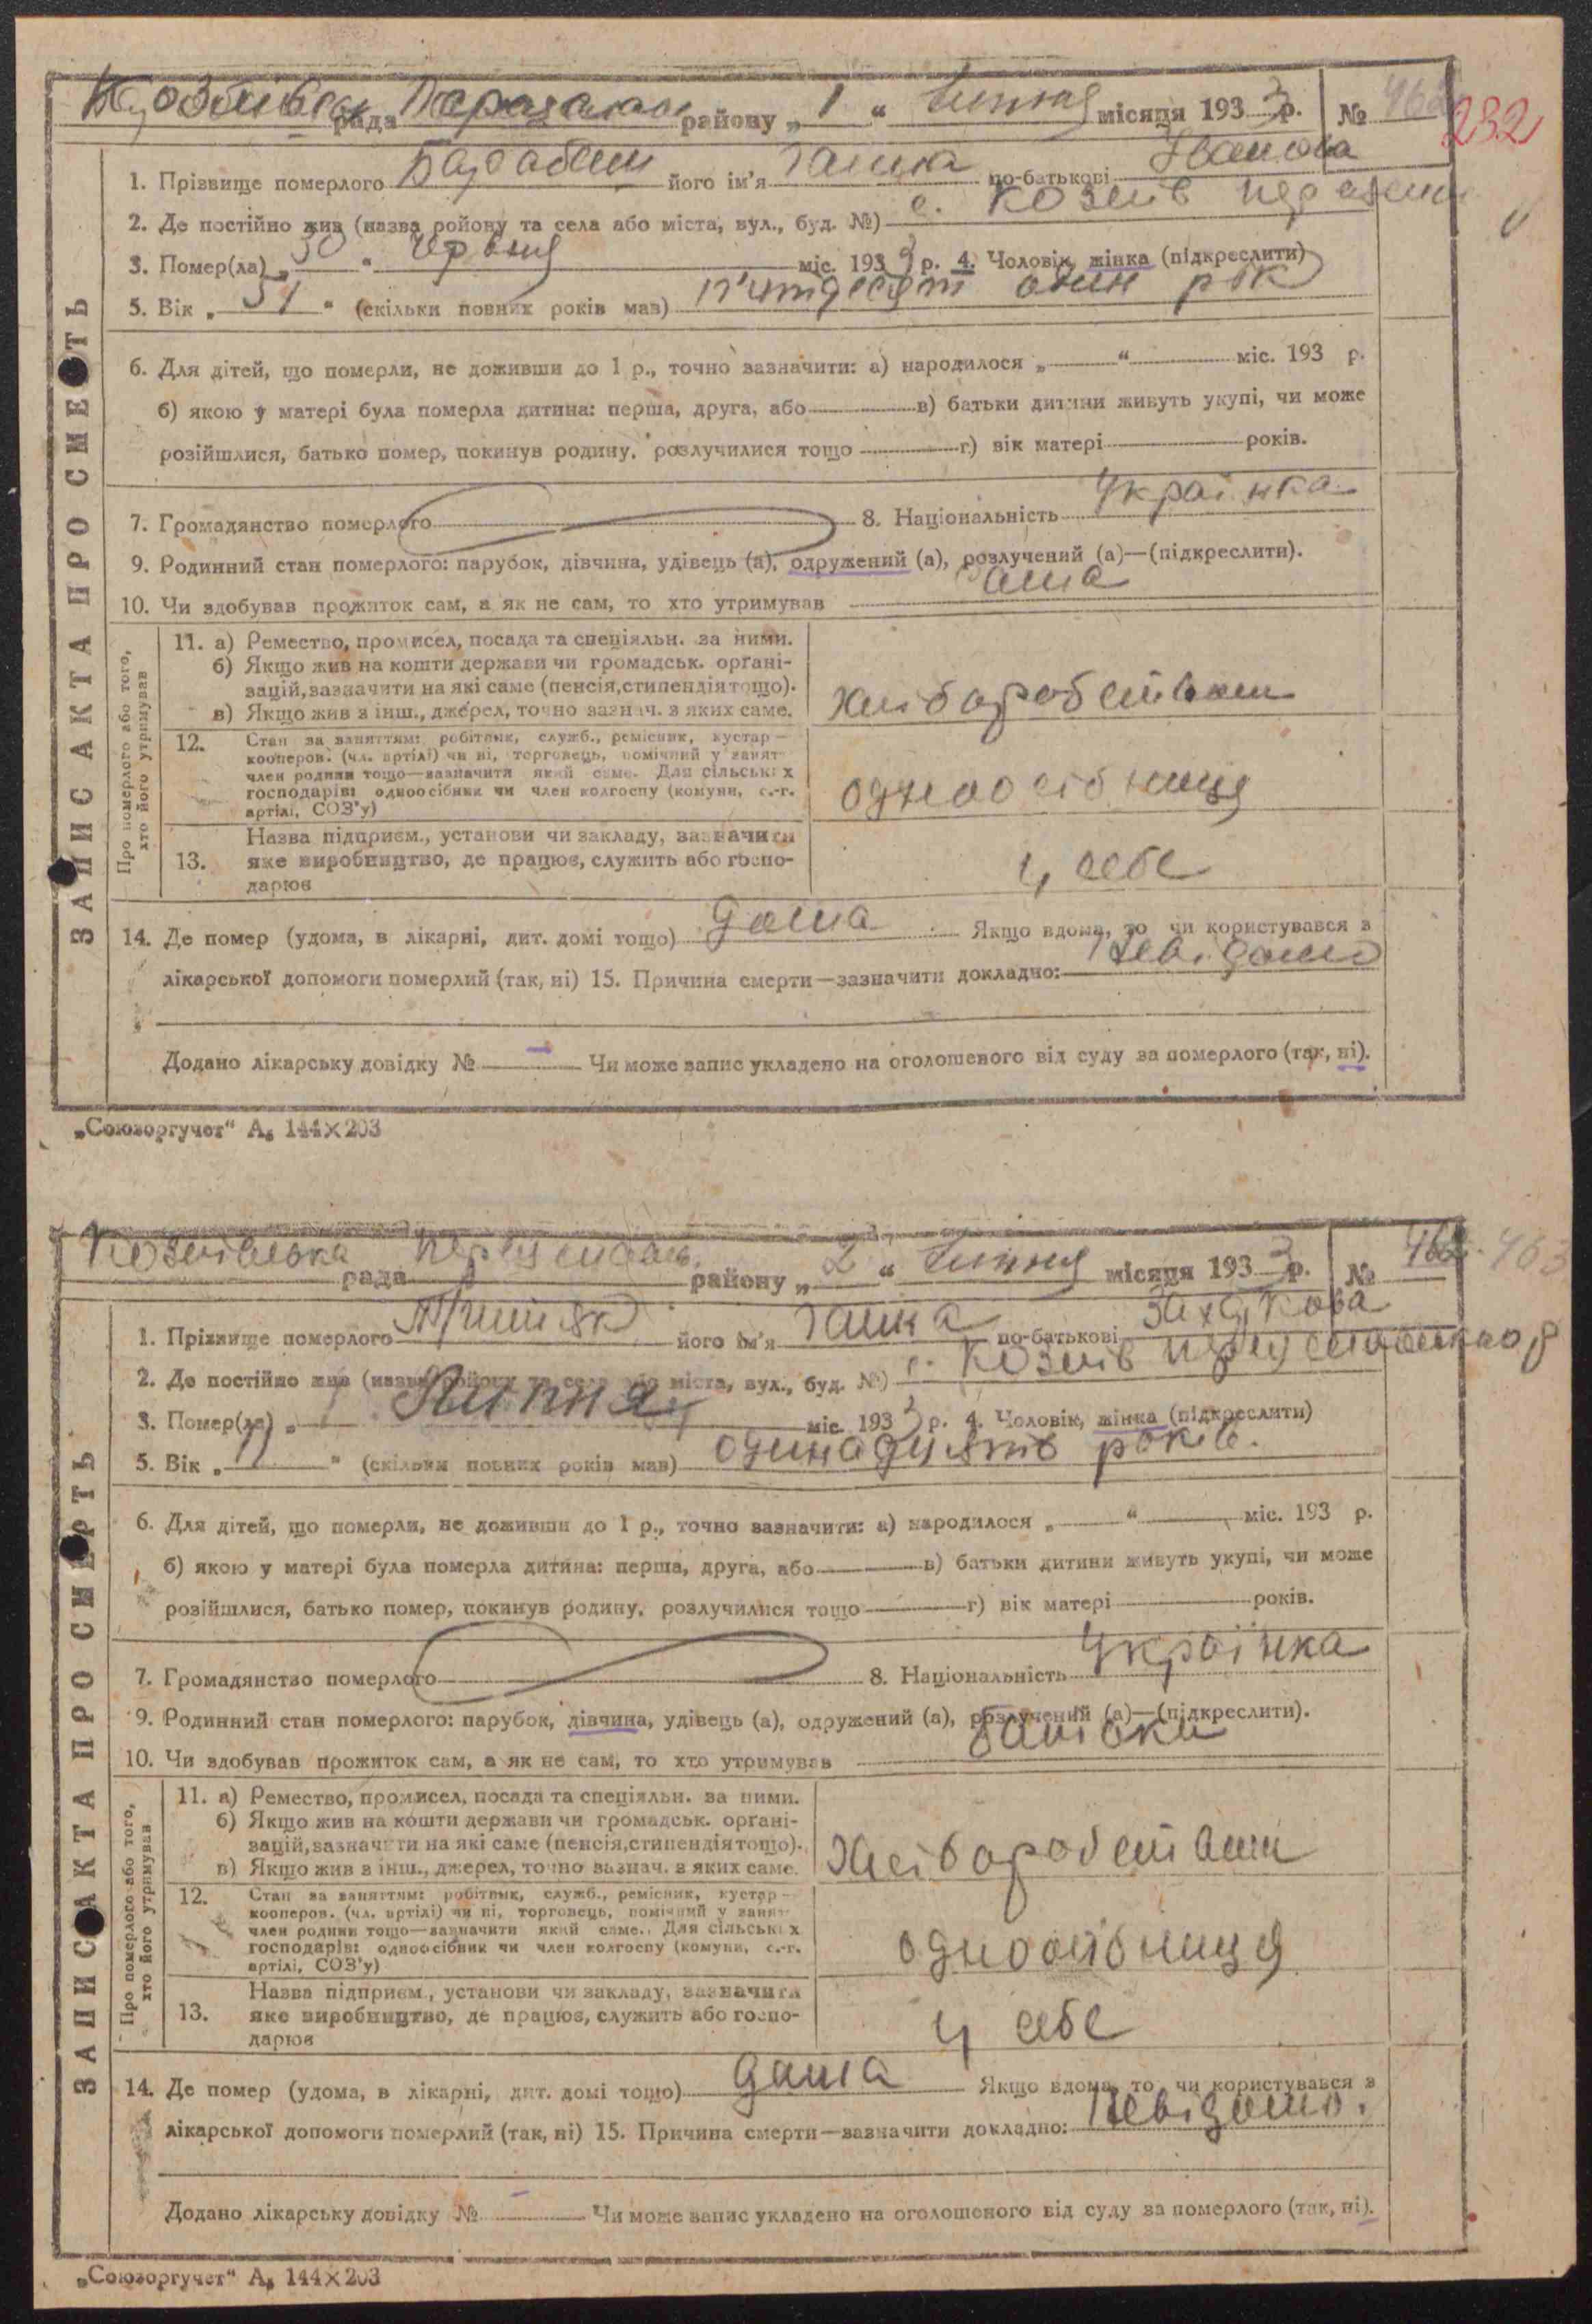 рада району „ 1 “ липня місяця 1933 р. № 462
232
1. Прізвище померлого Барабаш його ім'я Ганка по-батькові Іванова
2. Де постійно жив (назва ройону та села або міста, вул., буд. №) с. Козлів
3. Помер(ла) „ 30 “ червня міс. 1933 р. 4. Чоловік, жінка (підкреслити)
5. Вік „ 51 “ (скільки повних років мав) п'ятдесят один рік
6. Для дітей, що померли, не доживши до 1 р., точно зазначити: а) народилося „ “ міс. 193 р.
б) якою у матері була померла дитина: перша, друга, або в) батьки дитини живуть укупі, чи може
розійшлися, батько помер, покинув родину, розлучилися тощо г) вік матері років.
7. Громадянство померлого 8. Національність Українка
9. Родинний стан померлого: парубок, дівчина, удівець (а), одружений (а), розлучений (а)—(підкреслити).
10. Чи здобував прожиток сам, а як не сам, то хто утримував сама
ЗАПИС АКТА ПРО СМЕРТЬ
Про померлого або того, хто його утримував
11. а) Ремество, промисел, посада та спеціяльн. за ними.
б) Якщо жив на кошти держави чи громадськ. органі-
зацій, зазначити на які саме (пенсія, стипендія тощо).
в) Якщо жив з інш., джерел, точно зазнач. з яких саме.
12. Стан за заняттям: робітник, служб., ремісник, кустар—
кооперов. (чл. артілі) чи ні, торговець, помічний у занят-
член родини тощо—зазначити який саме. Для сільських
господарів: одноосібник чи член колгоспу (комуни, с.-г.
артілі, СОЗ'у)
одноосібниця
Назва підприєм., установи чи закладу, зазначити
13. яке виробництво, де працює, служить або госпо-
дарює
у себе
14. Де помер (удома, в лікарні, дит. домі тощо) дома Якщо вдома, то чи користувався з
лікарської допомоги померлий (так, ні) 15. Причина смерти—зазначити докладно: Невідомо
Додано лікарську довідку № — Чи може запис укладено на оголошеного від суду за померлого (так, ні).
„Союзоргучет“ А₅ 144×203
Козлівська рада району „ 2 “ липня місяця 1933 р. № 463
1. Прізвище померлого його ім'я Ганка по-батькові
2. Де постійно жив (назва ройону та села або міста, вул., буд. №) с. Козлів
3. Помер(ла) „ 1 Липня міс. 1933 р. 4. Чоловік, жінка (підкреслити)
5. Вік „ 11 “ (скільки повних років мав) одинадцять років.
6. Для дітей, що померли, не доживши до 1 р., точно зазначити: а) народилося „ “ міс. 193 р.
б) якою у матері була померла дитина: перша, друга, або в) батьки дитини живуть укупі, чи може
розійшлися, батько помер, покинув родину, розлучилися тощо г) вік матері років.
7. Громадянство померлого 8. Національність Українка
9. Родинний стан померлого: парубок, дівчина, удівець (а), одружений (а), розлучений (а)—(підкреслити).
10. Чи здобував прожиток сам, а як не сам, то хто утримував батьки
ЗАПИС АКТА ПРО СМЕРТЬ
Про померлого або того, хто його утримував
11. а) Ремество, промисел, посада та спеціяльн. за ними.
б) Якщо жив на кошти держави чи громадськ. органі-
зацій, зазначити на які саме (пенсія, стипендія тощо).
в) Якщо жив з інш., джерел, точно зазнач. з яких саме.
12. Стан за заняттям: робітник, служб., ремісник, кустар—
кооперов. (чл. артілі) чи ні, торговець, помічний у занят-
член родини тощо—зазначити який саме. Для сільських
господарів: одноосібник чи член колгоспу (комуни, с.-г.
артілі, СОЗ'у)
одноосібниця
Назва підприєм., установи чи закладу, зазначити
13. яке виробництво, де працює, служить або госпо-
дарює
у себе
14. Де помер (удома, в лікарні, дит. домі тощо) дома Якщо вдома, то чи користувався з
лікарської допомоги померлий (так, ні) 15. Причина смерти—зазначити докладно: Невідомо.
Додано лікарську довідку № — Чи може запис укладено на оголошеного від суду за померлого (так, ні).
„Союзоргучет“ А₅ 144×203